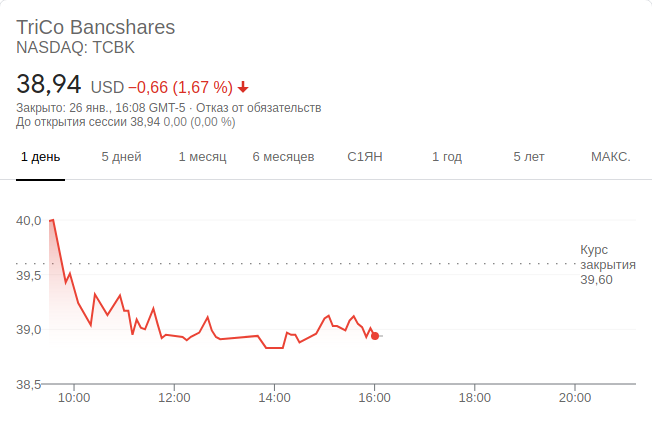 TriCo Bancshares
NASDAQ: TCBK
38,94 USD −0,66 (1,67 %)
Закрыто: 26 янв., 16:08 GMT-5 · Отказ от обязательств
До открытия сессии 38,94 0,00 (0,00 %)
1 день 5 дней 1 месяц 6 месяцев С1ЯН 1 год 5 лет МАКС.
40,0
Курс
закрытия
39,60
39,5
39,0
38,5
10:00 12:00 14:00 16:00 18:00 20:00